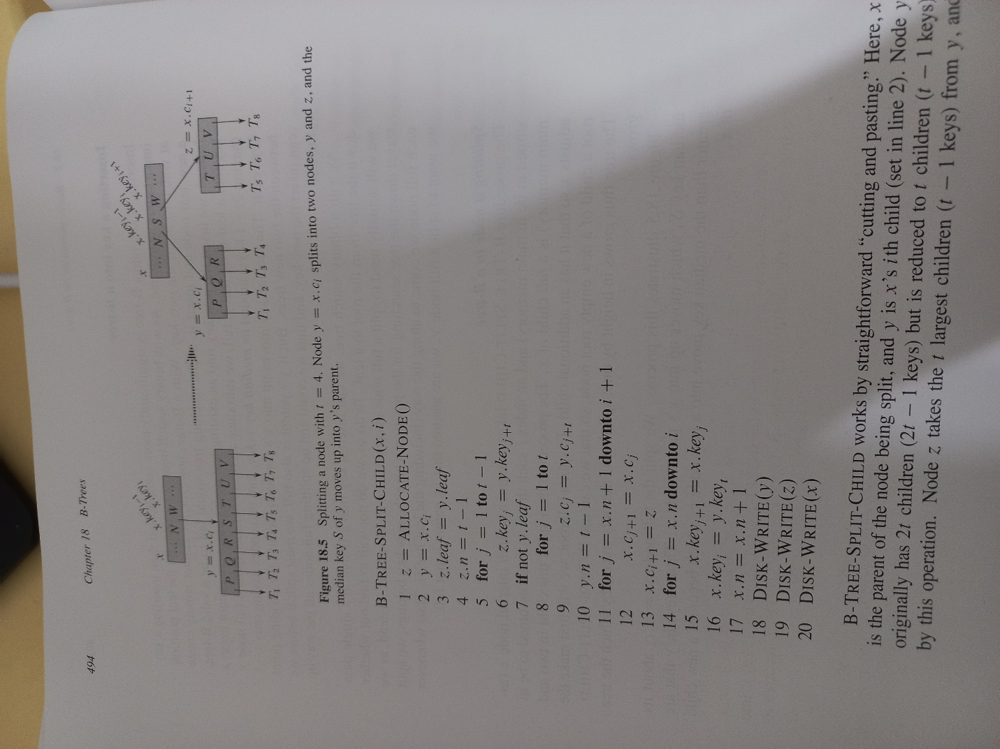 494 Chapter 18 B-Trees
x
x.key_{i-1}
x.key_i
... N W ...
y = x.c_i
P Q R S T U V
T_1 T_2 T_3 T_4 T_5 T_6 T_7 T_8
x
x.key_{i-1}
x.key_i
x.key_{i+1}
... N S W ...
y = x.c_i
z = x.c_{i+1}
P Q R
T U V
T_1 T_2 T_3 T_4
T_5 T_6 T_7 T_8
Figure 18.5 Splitting a node with t = 4. Node y = x.c_i splits into two nodes, y and z, and the
median key S of y moves up into y's parent.
B-TREE-SPLIT-CHILD(x, i)
1 z = ALLOCATE-NODE()
2 y = x.c_i
3 z.leaf = y.leaf
4 z.n = t − 1
5 for j = 1 to t − 1
6 z.key_j = y.key_{j+t}
7 if not y.leaf
8 for j = 1 to t
9 z.c_j = y.c_{j+t}
10 y.n = t − 1
11 for j = x.n + 1 downto i + 1
12 x.c_{j+1} = x.c_j
13 x.c_{i+1} = z
14 for j = x.n downto i
15 x.key_{j+1} = x.key_j
16 x.key_i = y.key_t
17 x.n = x.n + 1
18 DISK-WRITE(y)
19 DISK-WRITE(z)
20 DISK-WRITE(x)
B-TREE-SPLIT-CHILD works by straightforward “cutting and pasting.” Here, x
is the parent of the node being split, and y is x's ith child (set in line 2). Node y
originally has 2t children (2t − 1 keys) but is reduced to t children (t − 1 keys)
by this operation. Node z takes the t largest children (t − 1 keys) from y, and